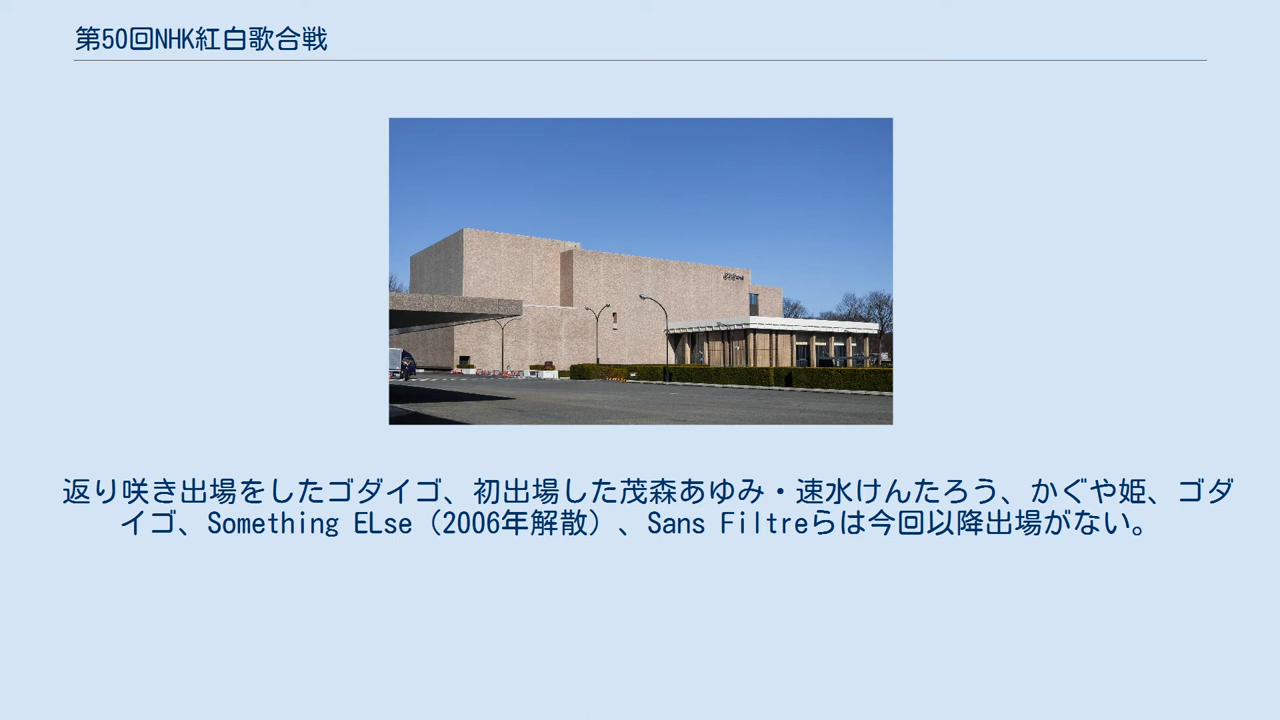 第50回NHK紅白歌合戦
返り咲き出場をしたゴダイゴ、初出場した茂森あゆみ・速水けんたろう、かぐや姫、ゴダ
イゴ、Something ELse（2006年解散）、Sans Filtreらは今回以降出場がない。